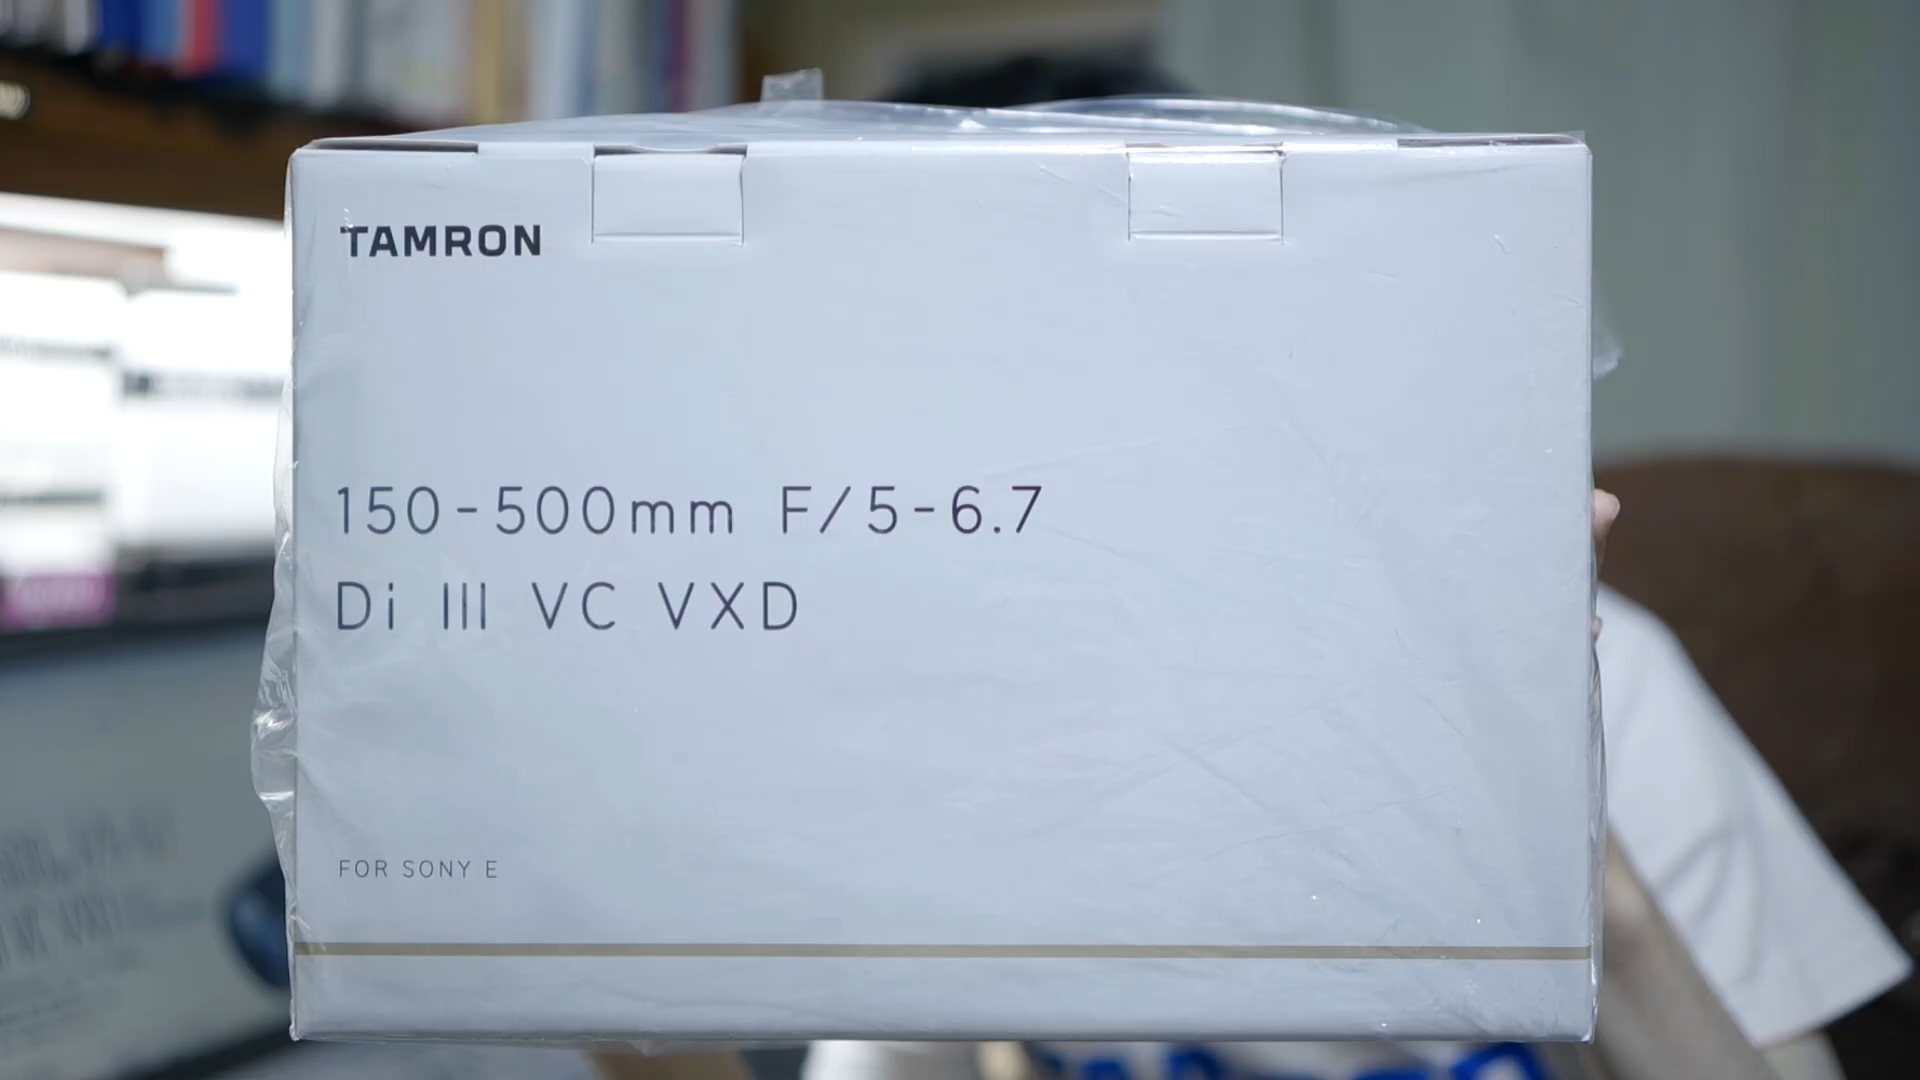 TAMRON
150-500mm F/5-6.7
Di III VC VXD
FOR SONY E